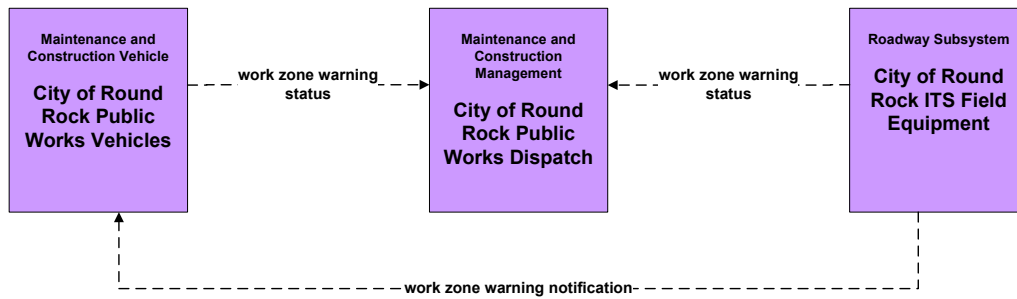 Maintenance and
Construction Vehicle
City of Round
Rock Public
Works Vehicles
work zone warning
status
Maintenance and
Construction
Management
City of Round
Rock Public
Works Dispatch
work zone warning
status
Roadway Subsystem
City of Round
Rock ITS Field
Equipment
work zone warning notification